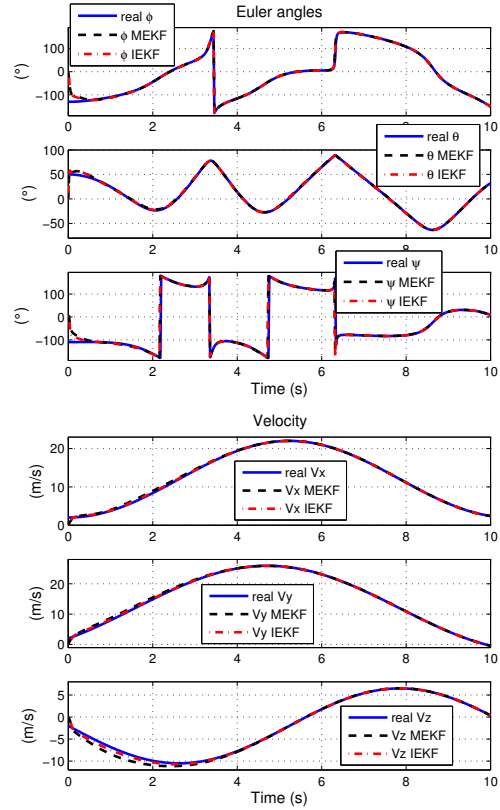 Euler angles
real φ
φ MEKF
φ IEKF
(°)
100
0
−100
0 2 4 6 8 10
real θ
θ MEKF
θ IEKF
(°)
100
50
0
−50
0 2 4 6 8 10
real ψ
ψ MEKF
ψ IEKF
(°)
100
0
−100
0 2 4 6 8 10
Time (s)
Velocity
(m/s)
20
10
0
real Vx
Vx MEKF
Vx IEKF
0 2 4 6 8 10
(m/s)
20
10
0
real Vy
Vy MEKF
Vy IEKF
0 2 4 6 8 10
(m/s)
5
0
−5
−10
real Vz
Vz MEKF
Vz IEKF
0 2 4 6 8 10
Time (s)